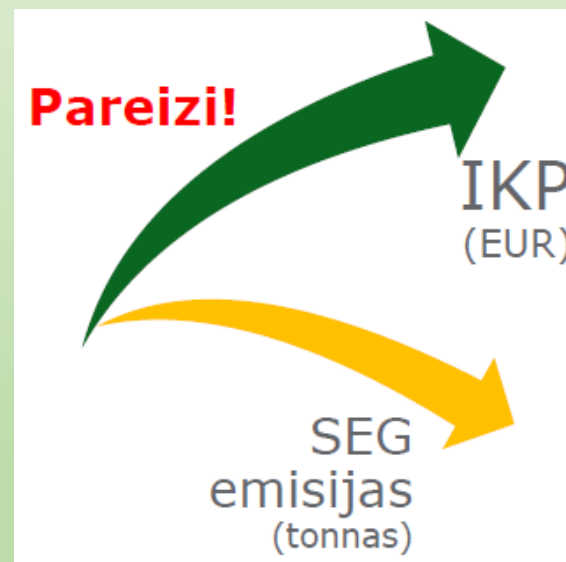 Pareizi!
IKP
(EUR)
SEG
emisijas
(tonnas)